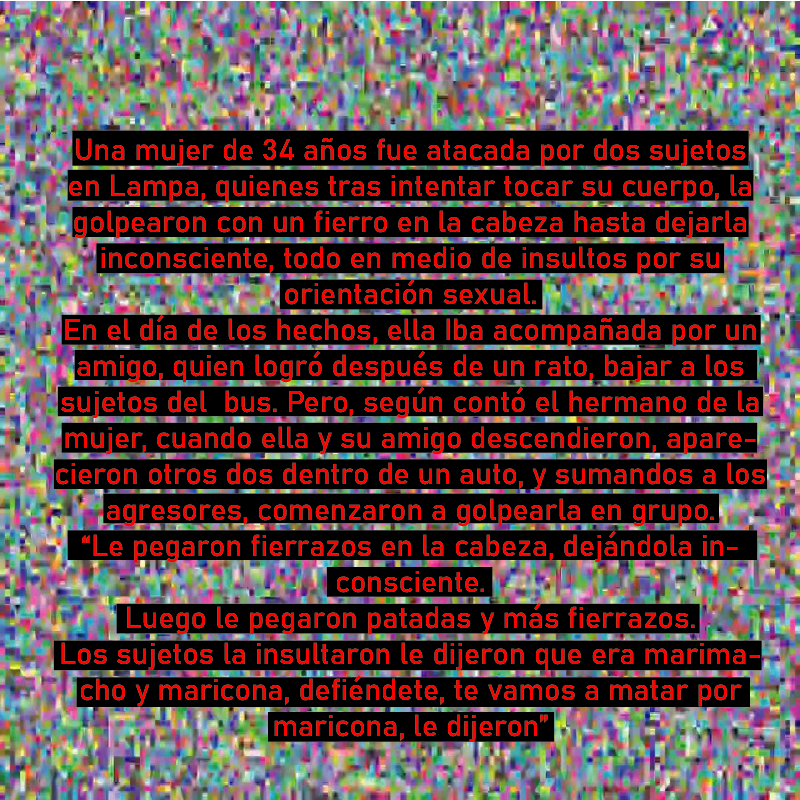 Una mujer de 34 años fue atacada por dos sujetos
en Lampa, quienes tras intentar tocar su cuerpo, la
golpearon con un fierro en la cabeza hasta dejarla
inconsciente, todo en medio de insultos por su
orientación sexual.
En el día de los hechos, ella Iba acompañada por un
amigo, quien logró después de un rato, bajar a los
sujetos del  bus. Pero, según contó el hermano de la
mujer, cuando ella y su amigo descendieron, apare-
cieron otros dos dentro de un auto, y sumandos a los
agresores, comenzaron a golpearla en grupo.
“Le pegaron fierrazos en la cabeza, dejándola in-
consciente.
Luego le pegaron patadas y más fierrazos.
Los sujetos la insultaron le dijeron que era marima-
cho y maricona, defiéndete, te vamos a matar por
maricona, le dijeron”